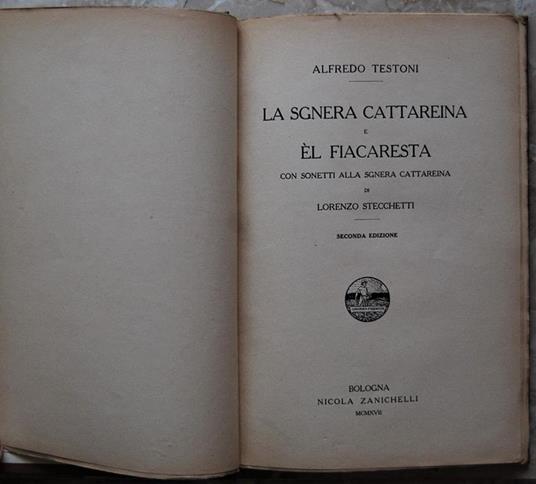 ALFREDO TESTONI
LA SGNERA CATTAREINA
E
ÈL FIACARESTA
CON SONETTI ALLA SGNERA CATTAREINA
DI
LORENZO STECCHETTI
SECONDA EDIZIONE
BOLOGNA
NICOLA ZANICHELLI
MCMXVII